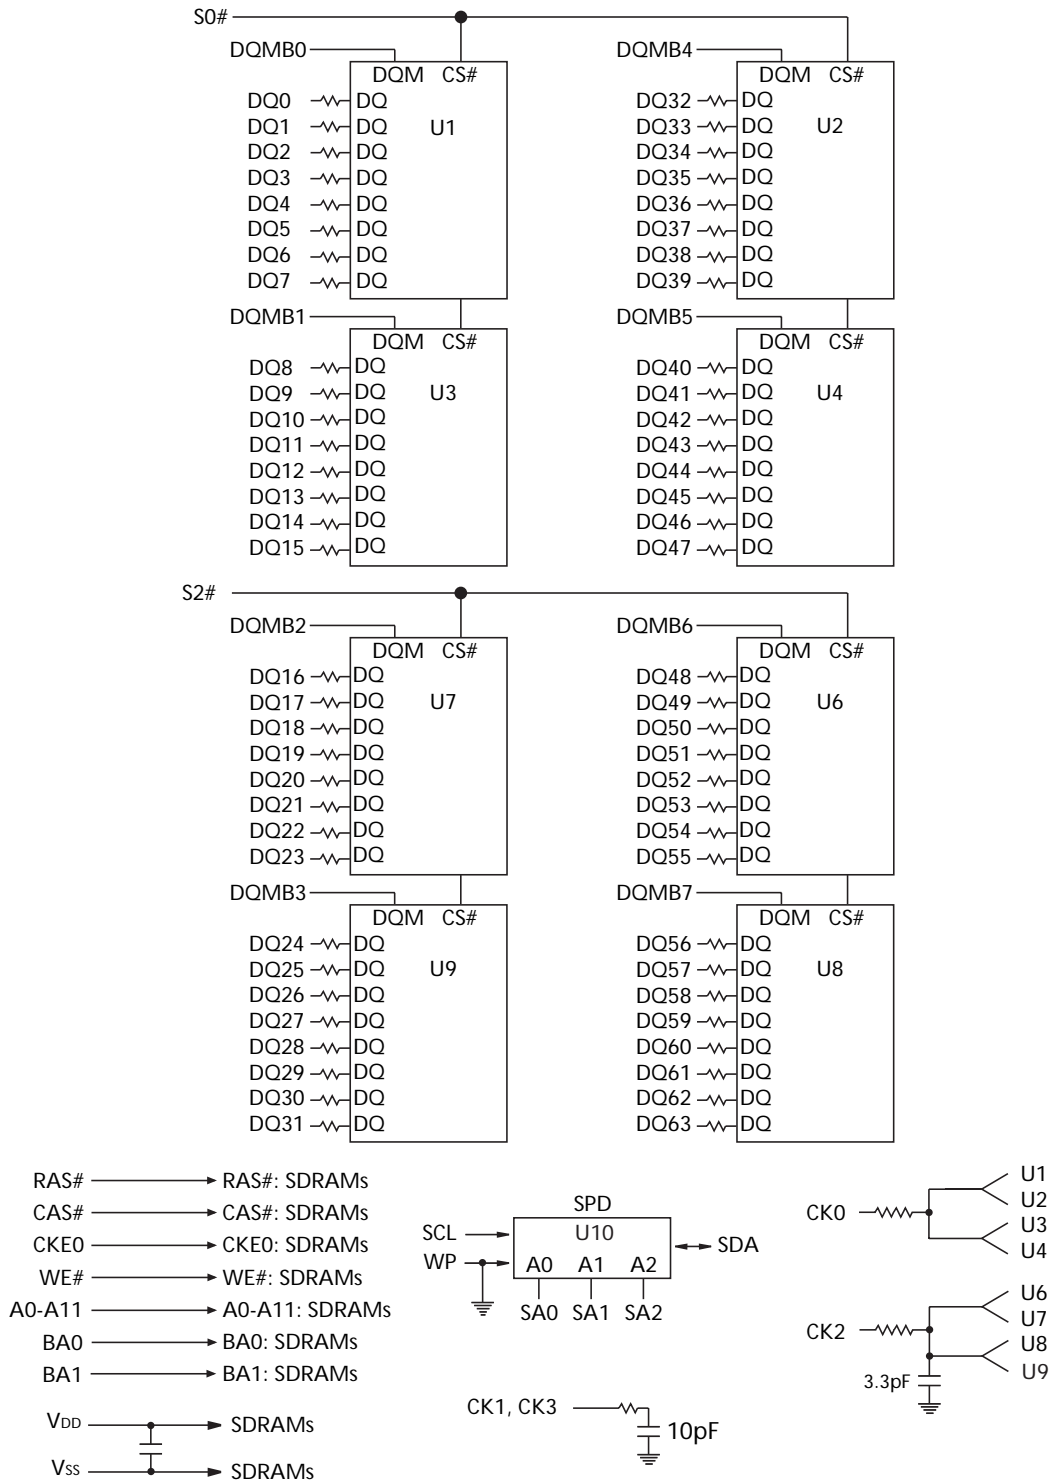 S0#
DQMB0 DQMB4
DQM CS# DQM CS#
DQ0 DQ DQ32 DQ
DQ1 DQ U1 DQ33 DQ U2
DQ2 DQ DQ34 DQ
DQ3 DQ DQ35 DQ
DQ4 DQ DQ36 DQ
DQ5 DQ DQ37 DQ
DQ6 DQ DQ38 DQ
DQ7 DQ DQ39 DQ
DQMB1 DQMB5
DQM CS# DQM CS#
DQ8 DQ DQ40 DQ
DQ9 DQ U3 DQ41 DQ U4
DQ10 DQ DQ42 DQ
DQ11 DQ DQ43 DQ
DQ12 DQ DQ44 DQ
DQ13 DQ DQ45 DQ
DQ14 DQ DQ46 DQ
DQ15 DQ DQ47 DQ
S2#
DQMB2 DQMB6
DQM CS# DQM CS#
DQ16 DQ DQ48 DQ
DQ17 DQ U7 DQ49 DQ U6
DQ18 DQ DQ50 DQ
DQ19 DQ DQ51 DQ
DQ20 DQ DQ52 DQ
DQ21 DQ DQ53 DQ
DQ22 DQ DQ54 DQ
DQ23 DQ DQ55 DQ
DQMB3 DQMB7
DQM CS# DQM CS#
DQ24 DQ DQ56 DQ
DQ25 DQ U9 DQ57 DQ U8
DQ26 DQ DQ58 DQ
DQ27 DQ DQ59 DQ
DQ28 DQ DQ60 DQ
DQ29 DQ DQ61 DQ
DQ30 DQ DQ62 DQ
DQ31 DQ DQ63 DQ
RAS# RAS#: SDRAMs
CAS# CAS#: SDRAMs
CKE0 CKE0: SDRAMs
WE# WE#: SDRAMs
A0-A11 A0-A11: SDRAMs
BA0 BA0: SDRAMs
BA1 BA1: SDRAMs
VDD SDRAMs
VSS SDRAMs
SPD
SCL U10 SDA
WP A0 A1 A2
SA0 SA1 SA2
CK1, CK3
10pF
U1
U2
CK0 U3
U4
U6
U7
CK2 U8
U9
3.3pF